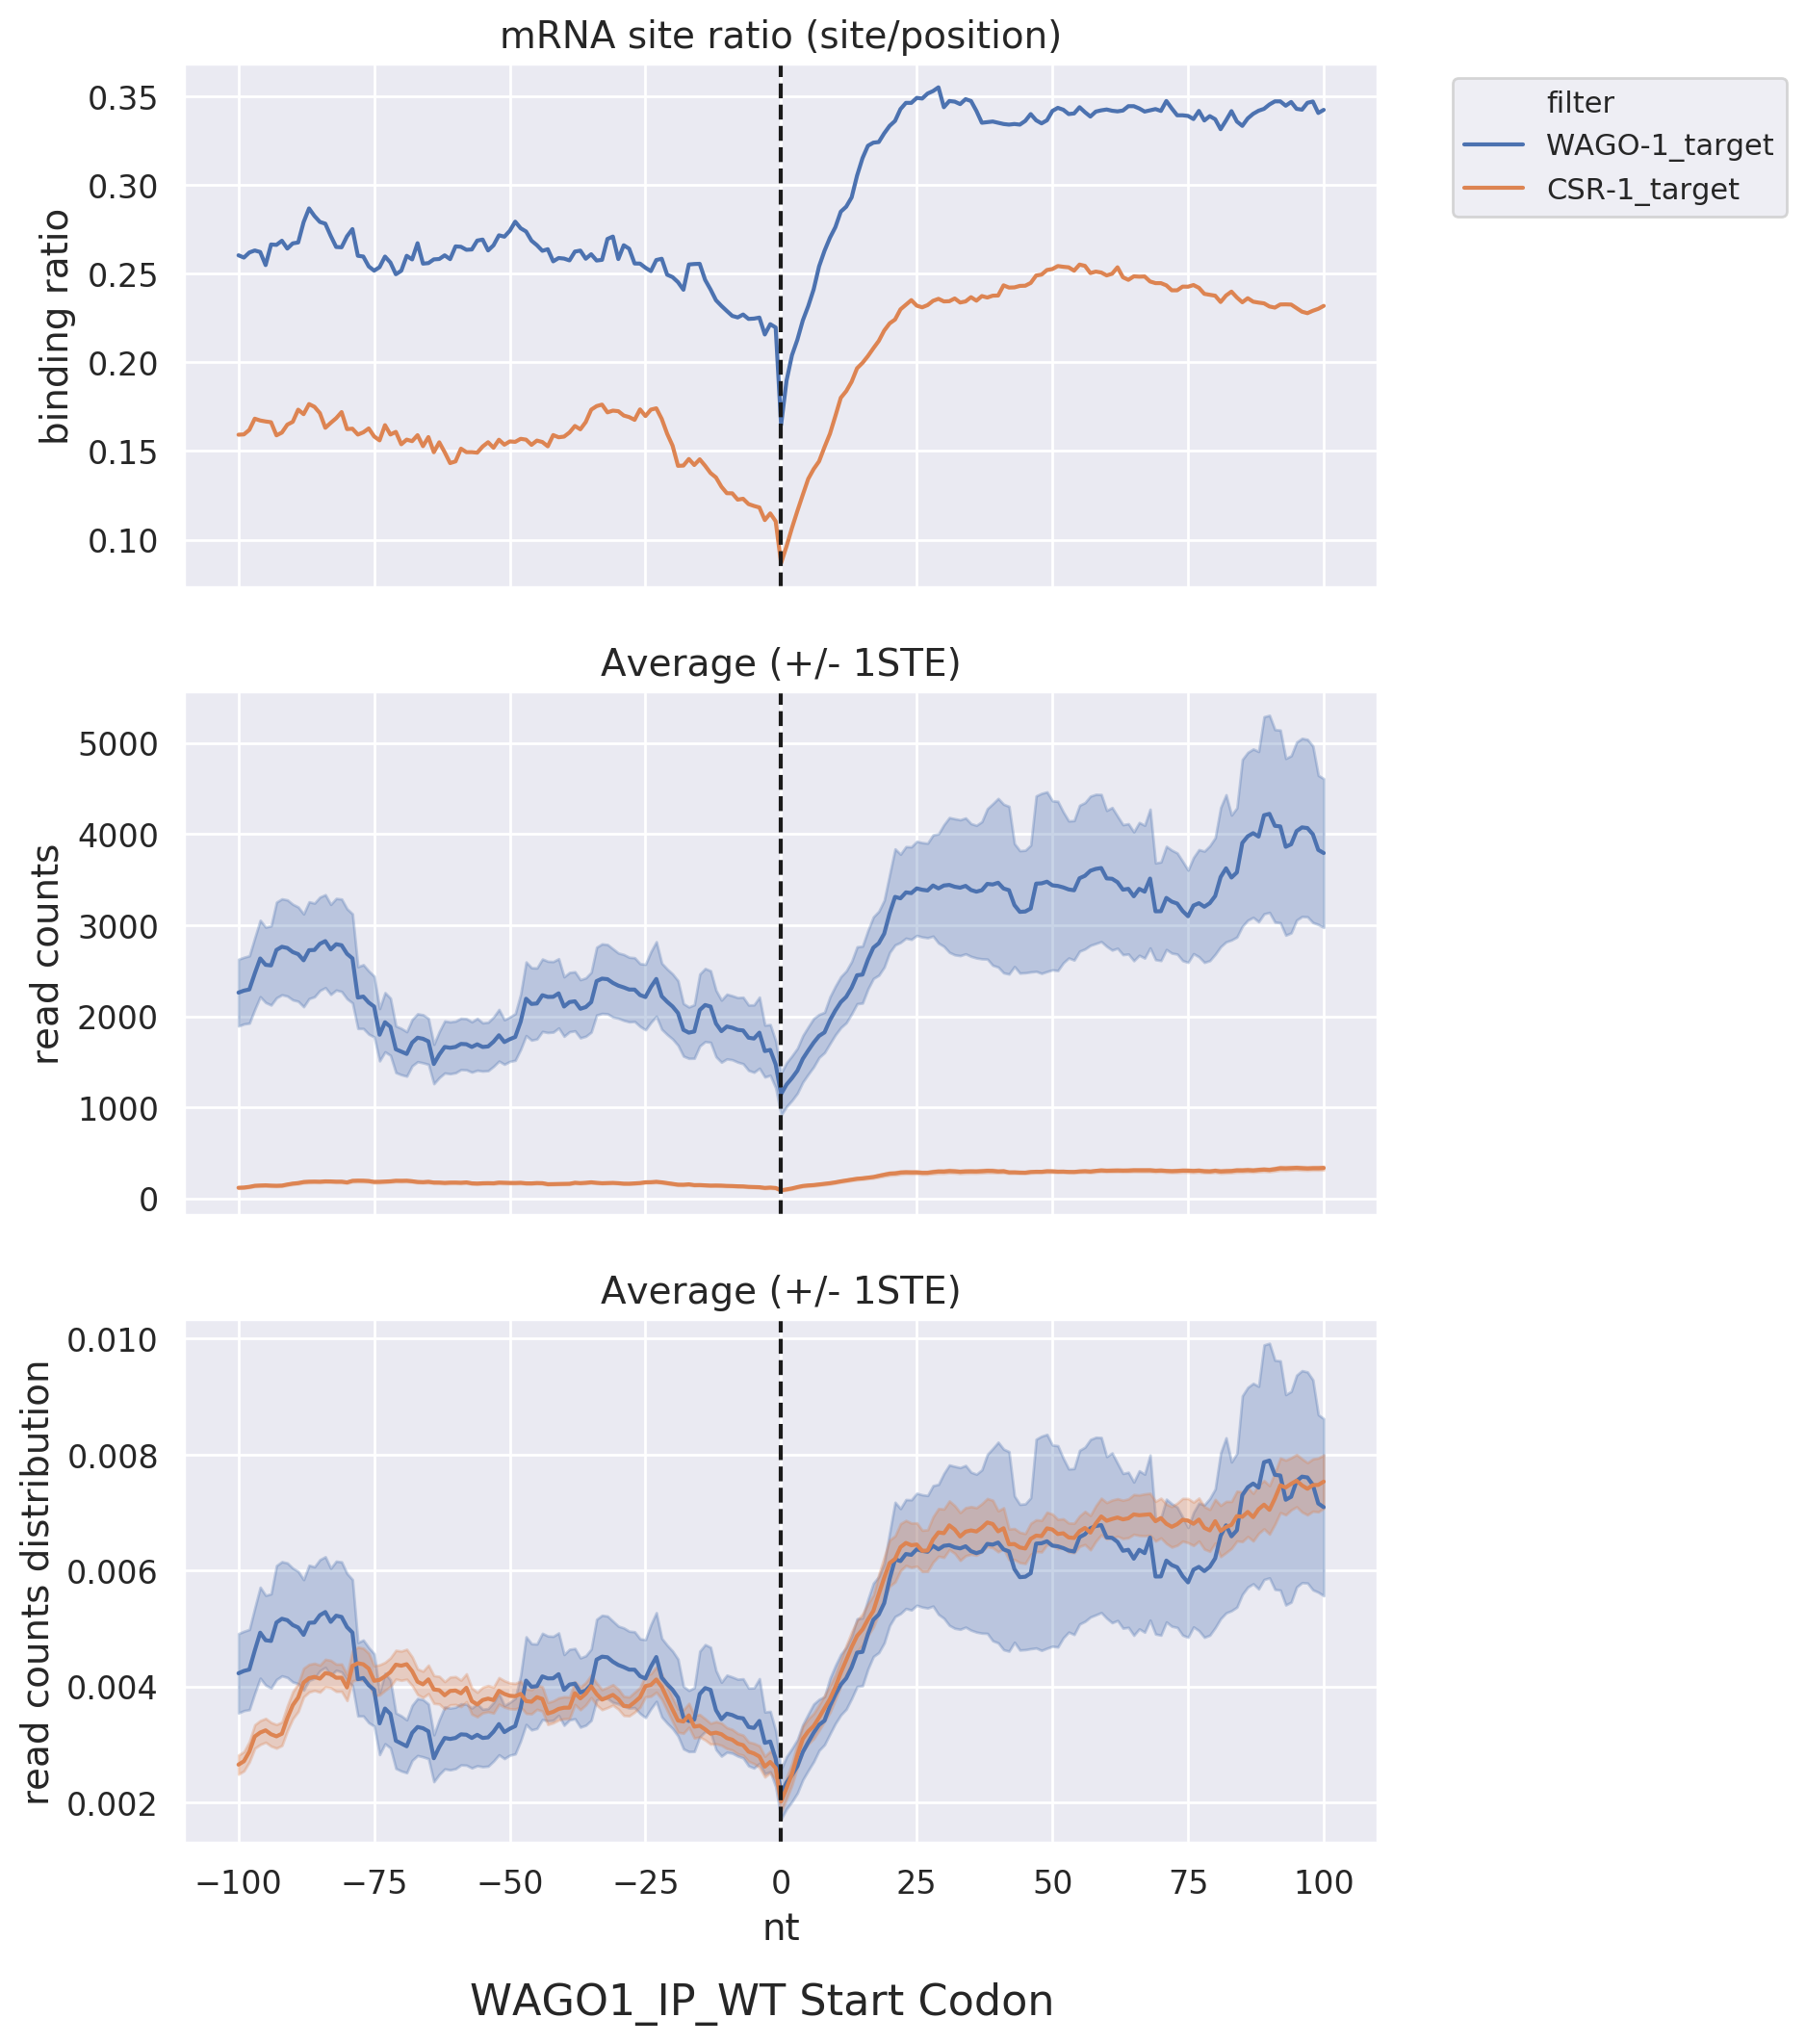 mRNA site ratio (site/position)
binding ratio
0.35
0.30
0.25
0.20
0.15
0.10
filter
WAGO-1_target
CSR-1_target
Average (+/- 1STE)
read counts
5000
4000
3000
2000
1000
0
Average (+/- 1STE)
read counts distribution
0.010
0.008
0.006
0.004
0.002
−100 −75 −50 −25 0 25 50 75 100
nt
WAGO1_IP_WT Start Codon